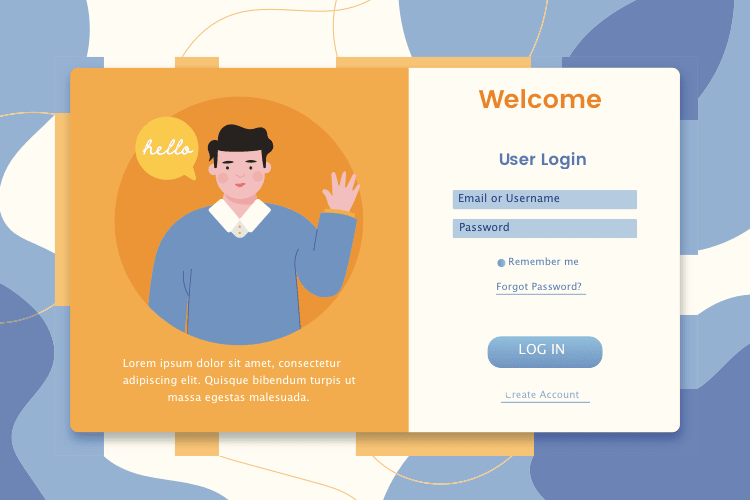 hello
Lorem ipsum dolor sit amet, consectetur
adipiscing elit. Quisque bibendum turpis ut
massa egestas malesuada.
Welcome
User Login
Email or Username
Password
Remember me
Forgot Password?
LOG IN
Create Account